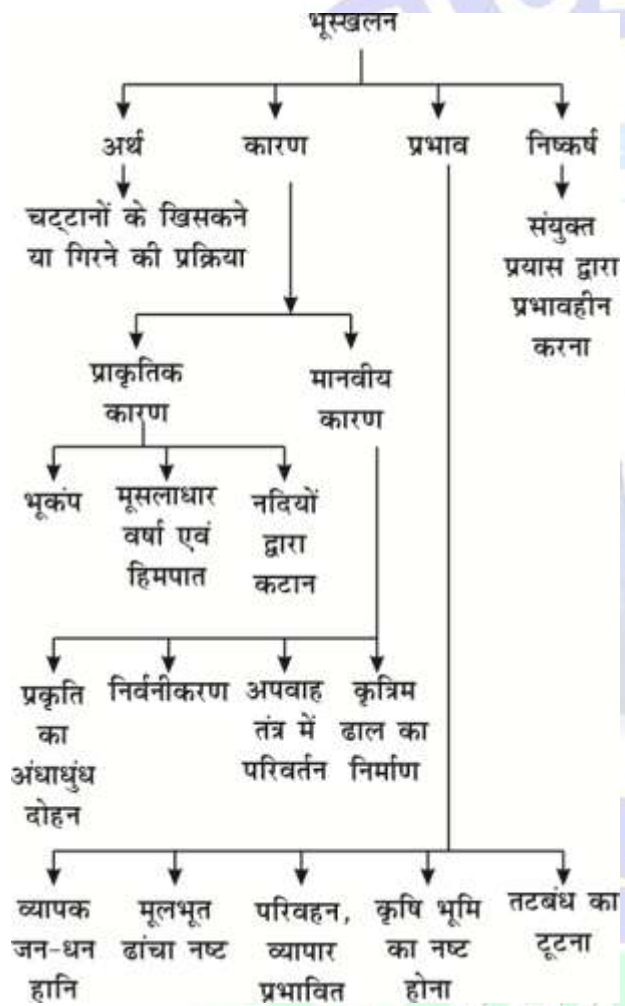 भूस्खलन
अर्थ
कारण
प्रभाव
निष्कर्ष
चट्टानों के खिसकने
या गिरने की प्रक्रिया
संयुक्त
प्रयास द्वारा
प्रभावहीन
करना
प्राकृतिक
कारण
मानवीय
कारण
भूकंप
मूसलाधार
वर्षा एवं
हिमपात
नदियों
द्वारा
कटान
प्रकृति
का
अंधाधुंध
दोहन
निर्वनीकरण
अपवाह
तंत्र में
परिवर्तन
कृत्रिम
ढाल का
निर्माण
व्यापक
जन-धन
हानि
मूलभूत
ढांचा नष्ट
परिवहन,
व्यापार
प्रभावित
कृषि भूमि
का नष्ट
होना
तटबंध का
टूटना